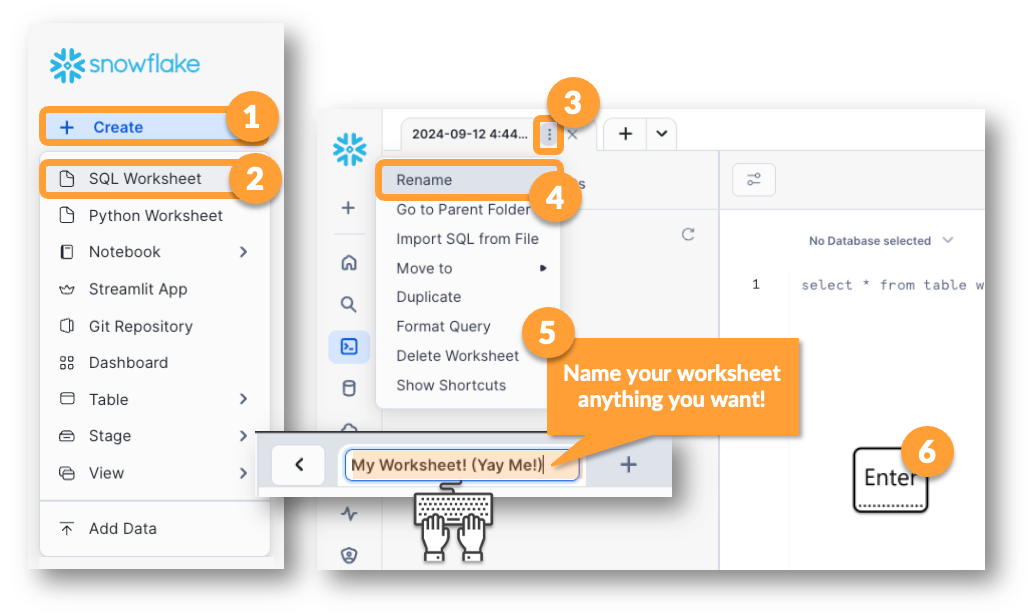 snowflake
1
+ Create
2
SQL Worksheet
Python Worksheet
Notebook
Streamlit App
Git Repository
Dashboard
Table
Stage
View
Add Data
3
2024-09-12 4:44...
4
Rename
Go to Parent Folder
Import SQL from File
Move to
Duplicate
Format Query
Delete Worksheet
Show Shortcuts
No Database selected
1
select * from table w
5
Name your worksheet
anything you want!
My Worksheet! (Yay Me!)
6
Enter